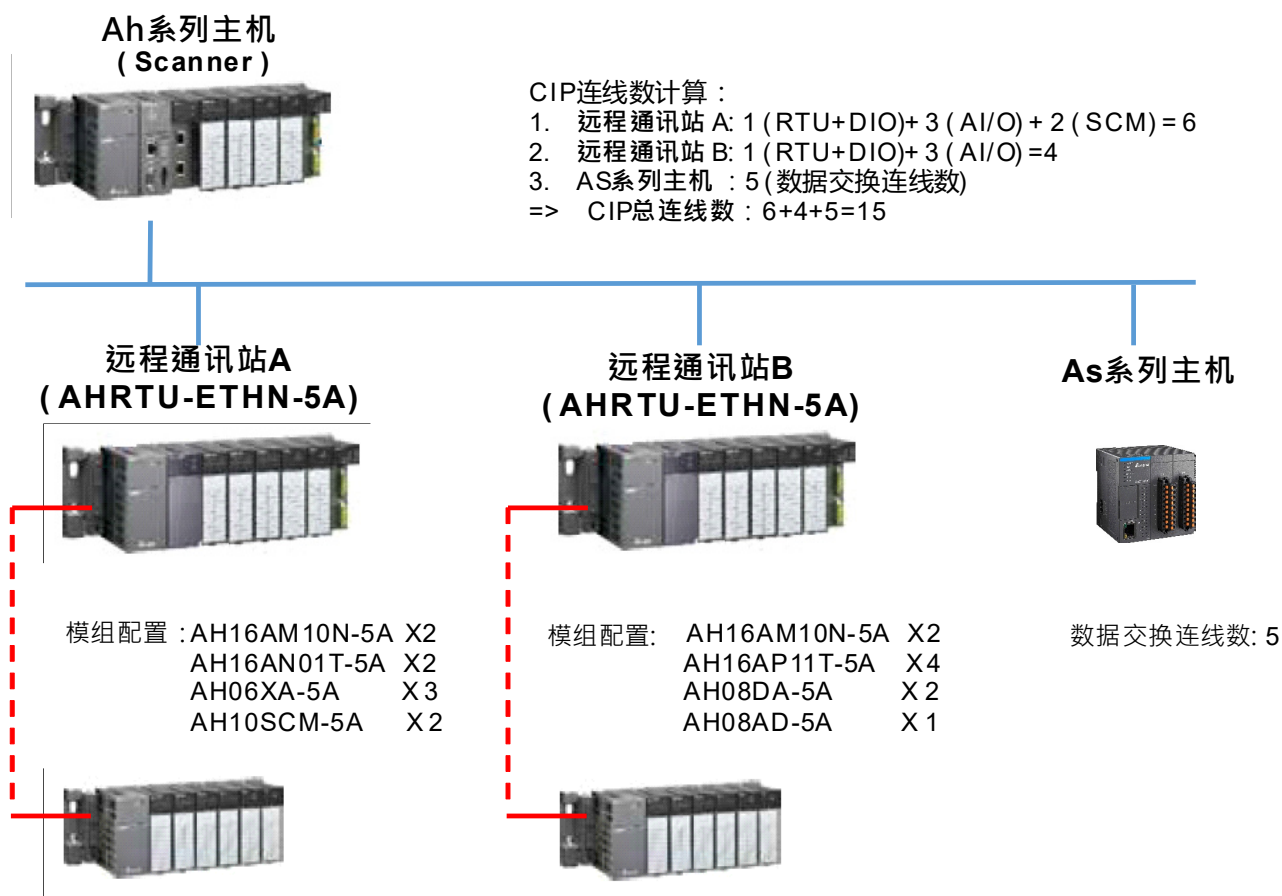 Ah系列主机
(Scanner)
CIP连线数计算：
1. 远程通讯站 A: 1 (RTU+DIO)+ 3 (AI/O) + 2 (SCM) = 6
2. 远程通讯站 B: 1 (RTU+DIO)+ 3 (AI/O) =4
3. AS系列主机 : 5 (数据交换连线数)
=> CIP总连线数 : 6+4+5=15
远程通讯站A
(AHRTU-ETHN-5A)
远程通讯站B
(AHRTU-ETHN-5A)
As系列主机
模组配置 : AH16AM10N-5A X2
AH16AN01T-5A X2
AH06XA-5A X3
AH10SCM-5A X2
模组配置: AH16AM10N-5A X2
AH16AP11T-5A X4
AH08DA-5A X2
AH08AD-5A X1
数据交换连线数: 5